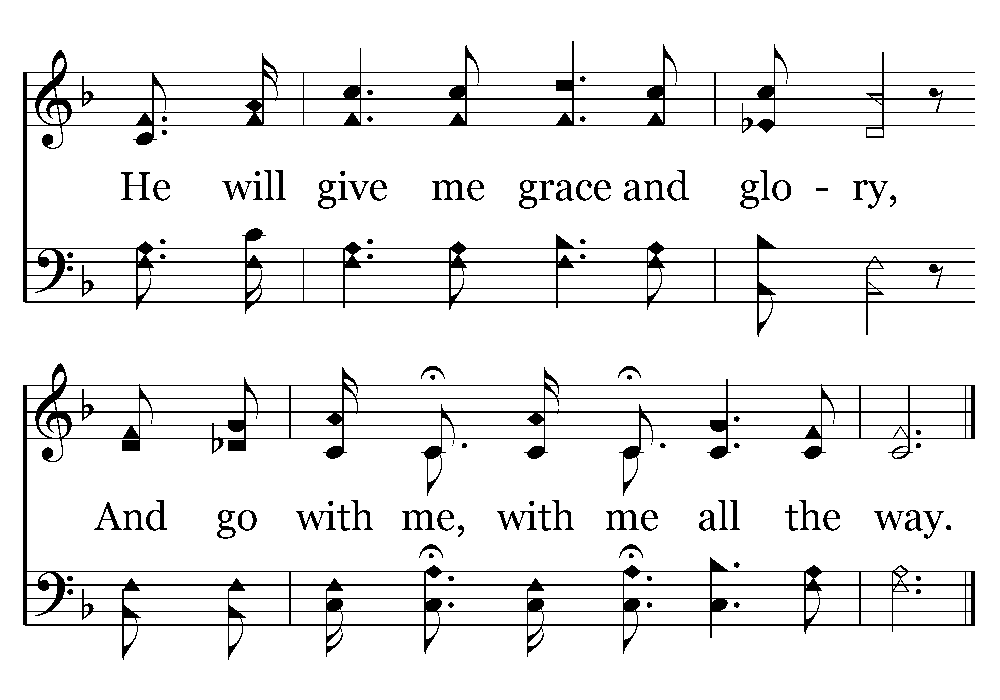 He will give me grace and glo - ry,
And go with me, with me all the way.